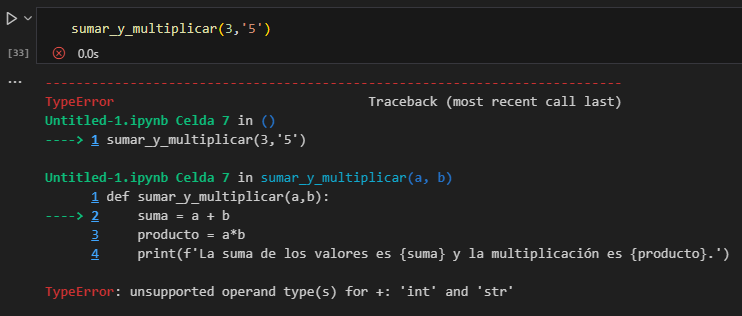 sumar_y_multiplicar(3,'5')
[33] 0.0s
... ---------------------------------------------------------------------------
TypeError                                 Traceback (most recent call last)
Untitled-1.ipynb Celda 7 in ()
----> 1 sumar_y_multiplicar(3,'5')
Untitled-1.ipynb Celda 7 in sumar_y_multiplicar(a, b)
      1 def sumar_y_multiplicar(a,b):
----> 2     suma = a + b
      3     producto = a*b
      4     print(f'La suma de los valores es {suma} y la multiplicación es {producto}.')
TypeError: unsupported operand type(s) for +: 'int' and 'str'